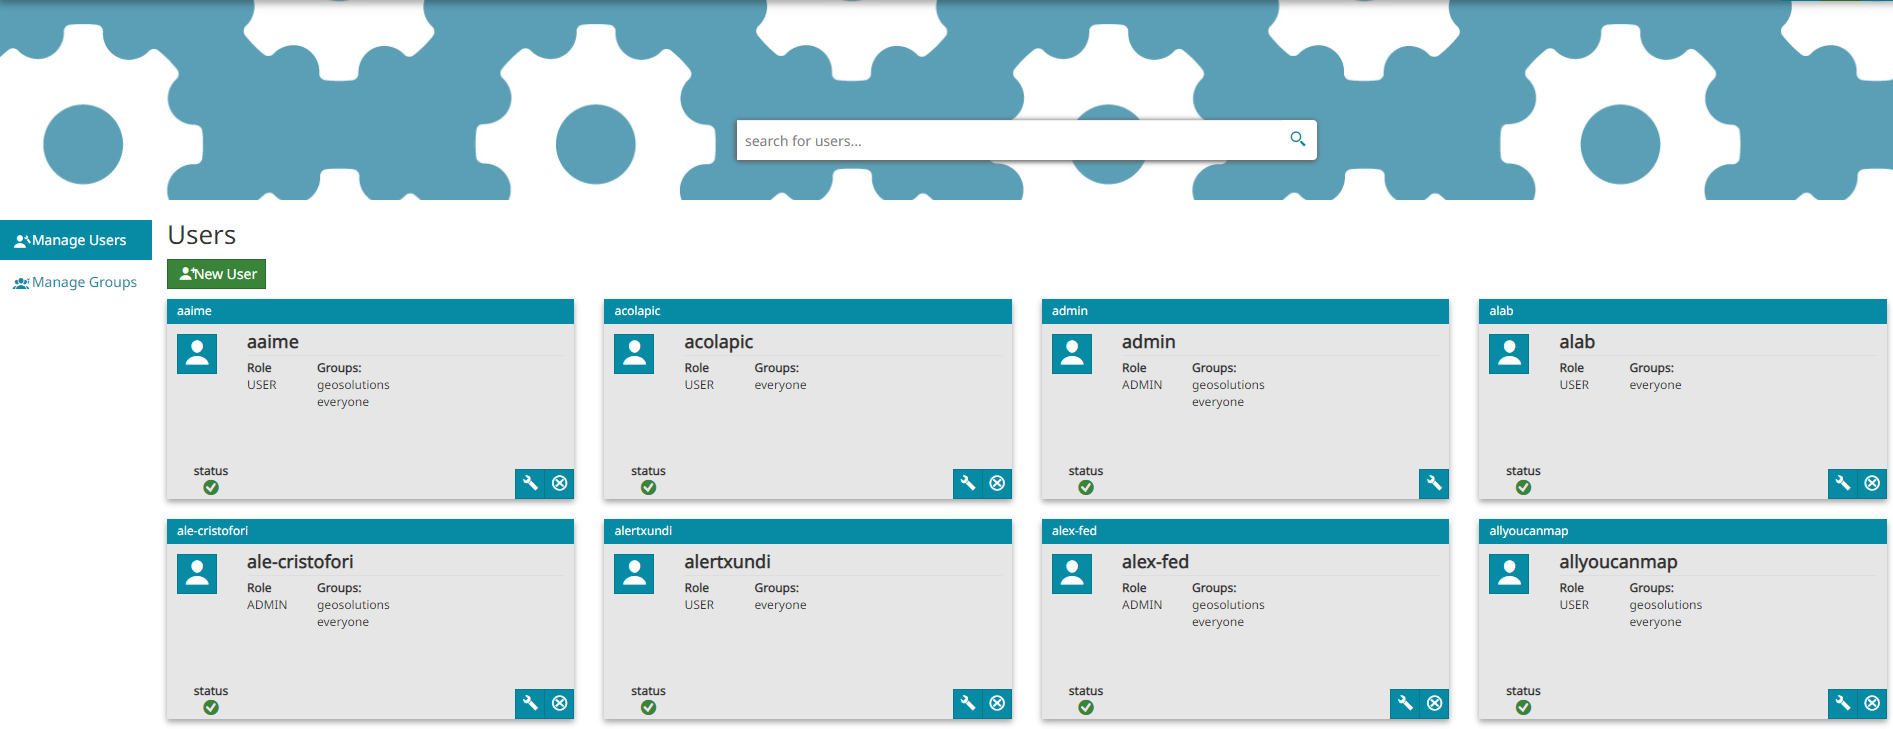 search for users...
Manage Users
Manage Groups
Users
New User
aaime
aaime
Role
Groups:
USER
geosolutions
everyone
status
acolapic
acolapic
Role
Groups:
USER
everyone
status
admin
admin
Role
Groups:
ADMIN
geosolutions
everyone
status
alab
alab
Role
Groups:
USER
everyone
status
ale-cristofori
ale-cristofori
Role
Groups:
ADMIN
geosolutions
everyone
status
alertxundi
alertxundi
Role
Groups:
USER
everyone
status
alex-fed
alex-fed
Role
Groups:
ADMIN
geosolutions
everyone
status
allyoucanmap
allyoucanmap
Role
Groups:
USER
geosolutions
everyone
status